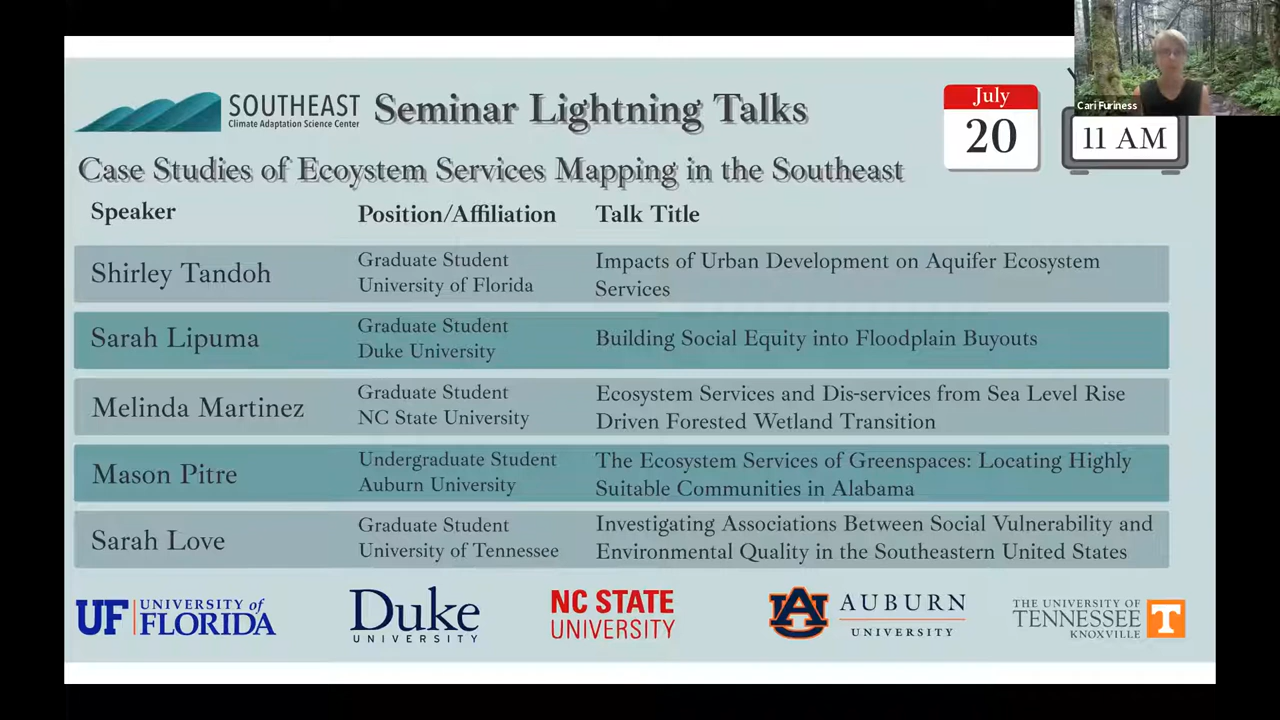 SOUTHEAST
Climate Adaptation Science Center
Seminar Lightning Talks
July
20
11 AM
Cari Furiness
Case Studies of Ecoystem Services Mapping in the Southeast
Speaker
Position/Affiliation
Talk Title
Shirley Tandoh
Graduate Student
University of Florida
Impacts of Urban Development on Aquifer Ecosystem
Services
Sarah Lipuma
Graduate Student
Duke University
Building Social Equity into Floodplain Buyouts
Melinda Martinez
Graduate Student
NC State University
Ecosystem Services and Dis-services from Sea Level Rise
Driven Forested Wetland Transition
Mason Pitre
Undergraduate Student
Auburn University
The Ecosystem Services of Greenspaces: Locating Highly
Suitable Communities in Alabama
Sarah Love
Graduate Student
University of Tennessee
Investigating Associations Between Social Vulnerability and
Environmental Quality in the Southeastern United States
UF
UNIVERSITY of
FLORIDA
Duke
UNIVERSITY
NC STATE
UNIVERSITY
AU
AUBURN
UNIVERSITY
THE UNIVERSITY OF
TENNESSEE
KNOXVILLE
T